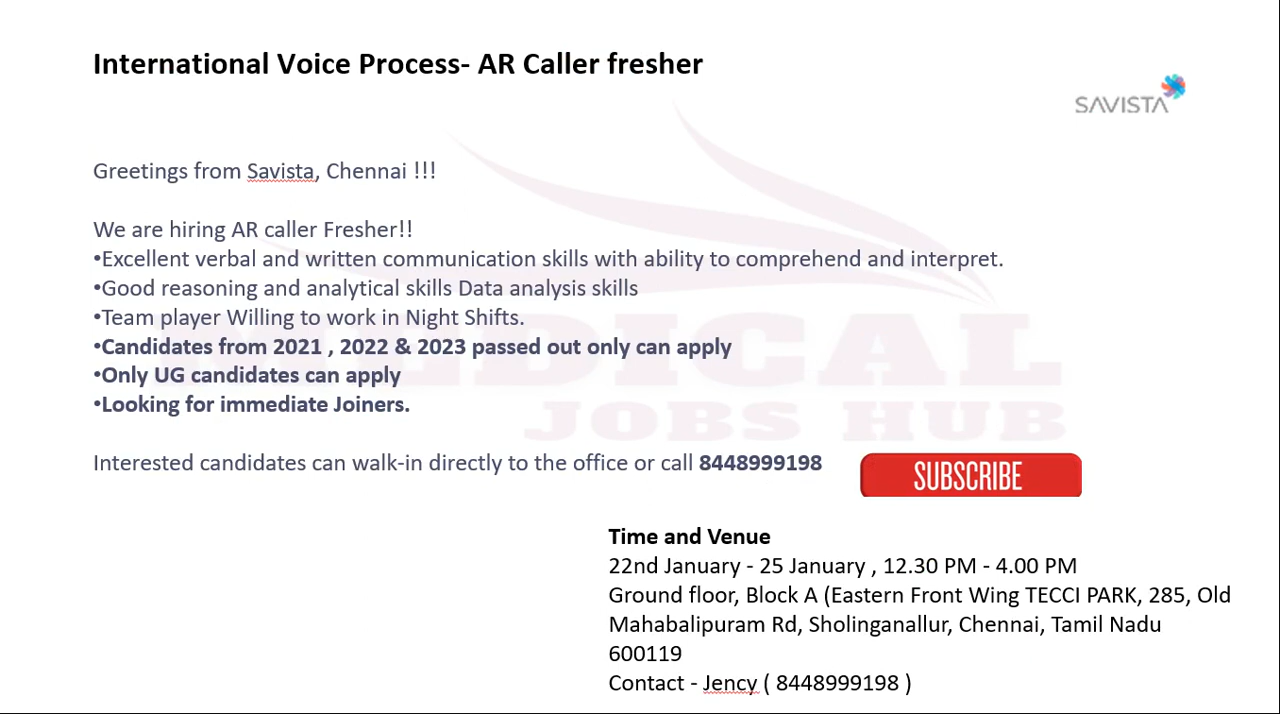 International Voice Process- AR Caller fresher
SAVISTA
Greetings from Savista, Chennai !!!
We are hiring AR caller Fresher!!
•Excellent verbal and written communication skills with ability to comprehend and interpret.
•Good reasoning and analytical skills Data analysis skills
•Team player Willing to work in Night Shifts.
•Candidates from 2021 , 2022 & 2023 passed out only can apply
•Only UG candidates can apply
•Looking for immediate Joiners.
MEDICAL
JOBS HUB
Interested candidates can walk-in directly to the office or call 8448999198
SUBSCRIBE
Time and Venue
22nd January - 25 January , 12.30 PM - 4.00 PM
Ground floor, Block A (Eastern Front Wing TECCI PARK, 285, Old
Mahabalipuram Rd, Sholinganallur, Chennai, Tamil Nadu
600119
Contact - Jency ( 8448999198 )